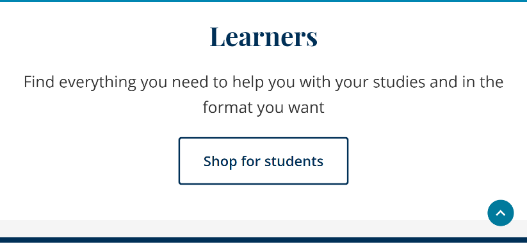 Learners
Find everything you need to help you with your studies and in the
format you want
Shop for students